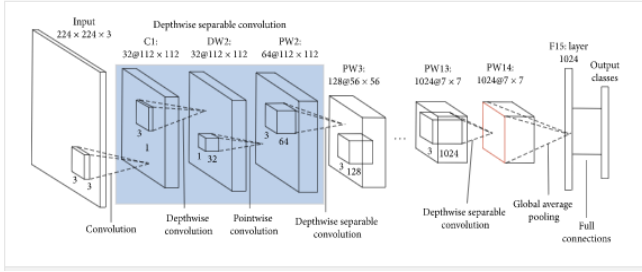 Depthwise separable convolution
Input
224 × 224 × 3
C1:
32@112 × 112
DW2:
32@112 × 112
PW2:
64@112 × 112
PW3:
128@56 × 56
PW13:
1024@7 × 7
PW14:
1024@7 × 7
F15: layer
1024
Output
classes
3
3
3
1
1
32
3
64
3
128
...
3
1024
Convolution
Depthwise
convolution
Pointwise
convolution
Depthwise separable
convolution
Depthwise separable
convolution
Global average
pooling
Full
connections